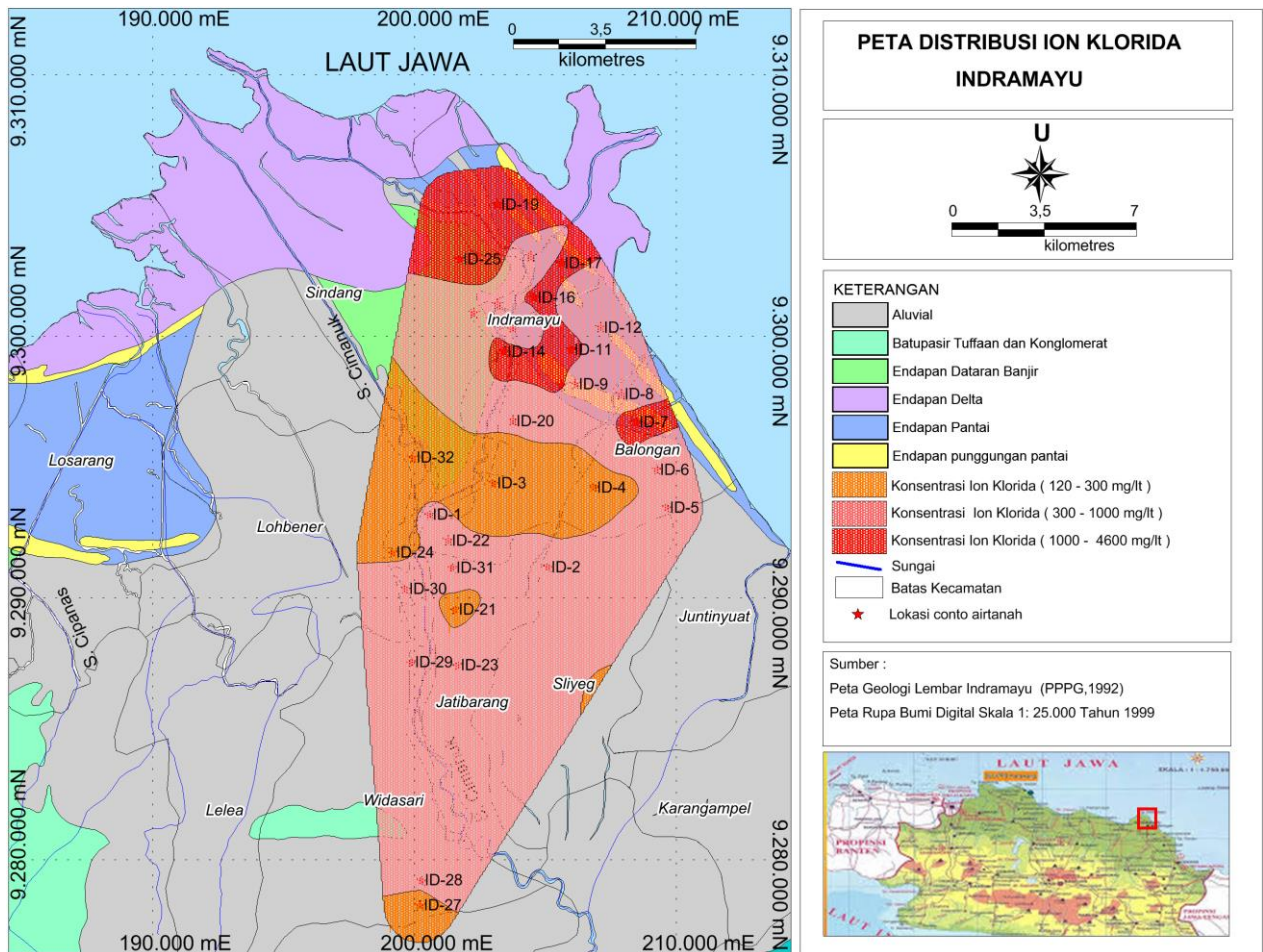 190.000 mE
200.000 mE
210.000 mE
0 3,5 7
kilometres
LAUT JAWA
9.310.000 mN
9.310.000 mN
ID-19
ID-25
ID-17
Sindang
ID-16
Indramayu
ID-12
S. Cimanuk
9.300.000 mN
9.300.000 mN
ID-14
ID-11
ID-9
ID-8
ID-20
ID-7
Balongan
Losarang
ID-32
ID-6
ID-3
ID-4
ID-5
Lohbener
ID-1
ID-22
ID-24
ID-31
ID-2
ID-30
9.290.000 mN
9.290.000 mN
ID-21
Juntinyuat
S. Cipanas
ID-29
ID-23
Sliyeg
Jatibarang
Cimanuk
Lelea
Widasari
Karangampel
9.280.000 mN
9.280.000 mN
ID-28
ID-27
190.000 mE
200.000 mE
210.000 mE
PETA DISTRIBUSI ION KLORIDA
INDRAMAYU
U
0 3,5 7
kilometres
KETERANGAN
Aluvial
Batupasir Tuffaan dan Konglomerat
Endapan Dataran Banjir
Endapan Delta
Endapan Pantai
Endapan punggungan pantai
Konsentrasi Ion Klorida ( 120 - 300 mg/lt )
Konsentrasi Ion Klorida ( 300 - 1000 mg/lt )
Konsentrasi Ion Klorida ( 1000 - 4600 mg/lt )
Sungai
Batas Kecamatan
Lokasi conto airtanah
Sumber :
Peta Geologi Lembar Indramayu (PPPG,1992)
Peta Rupa Bumi Digital Skala 1: 25.000 Tahun 1999
LAUT JAWA
PROPINSI
BANTEN
PROPINSI
LAUT